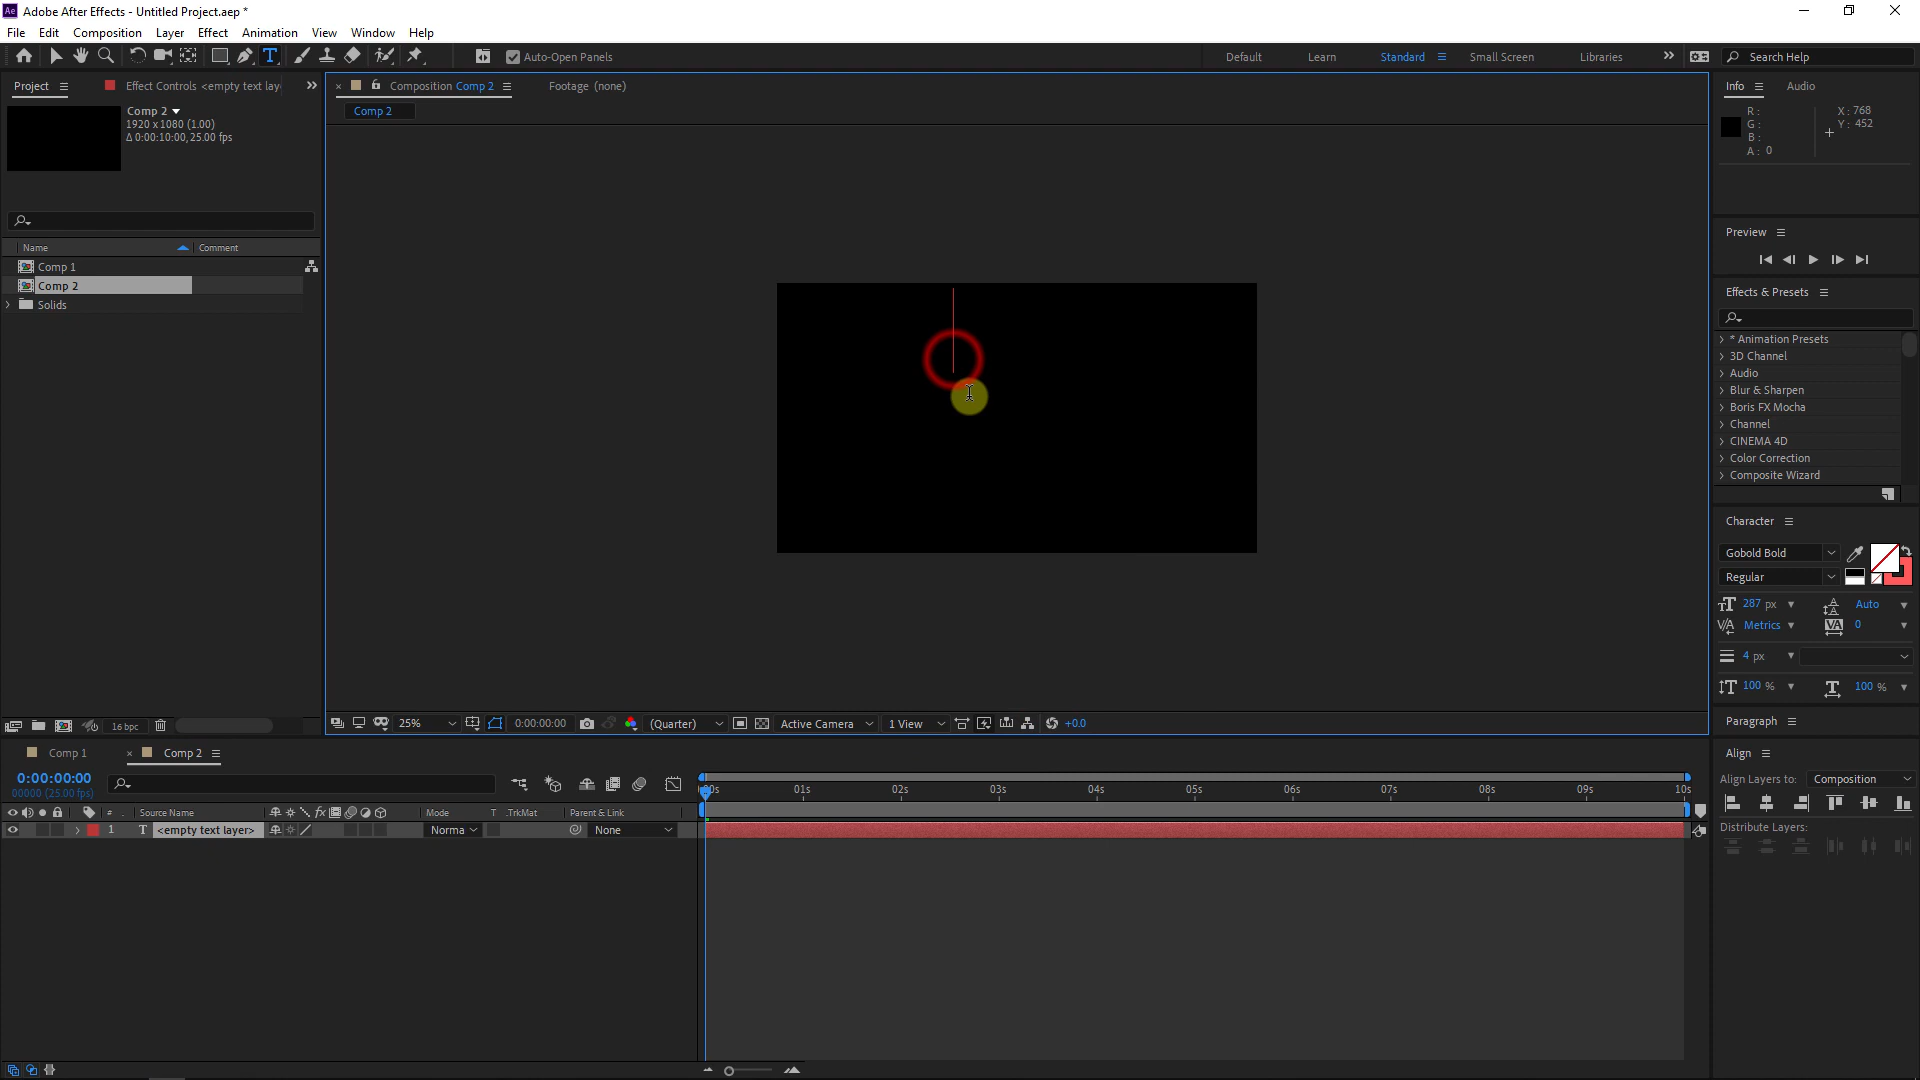 Ae Adobe After Effects - Untitled Project.aep *
File Edit Composition Layer Effect Animation View Window Help
T Auto-Open Panels Default Learn Standard Small Screen Libraries Search Help
Project Effect Controls <empty text lay
Composition Comp 2 Footage (none)
Comp 2
Comp 2
1920 x 1080 (1.00)
Δ 0:00:10:00, 25.00 fps
Name Comment
Comp 1
Comp 2
Solids
16 bpc
25% 0:00:00:00 (Quarter) Active Camera 1 View +0.0
Info Audio
R: X: 768
G: Y: 452
B:
A: 0
Preview
Effects & Presets
* Animation Presets
3D Channel
Audio
Blur & Sharpen
Boris FX Mocha
Channel
CINEMA 4D
Color Correction
Composite Wizard
Character
Gobold Bold
Regular
287 px Auto
Metrics 0
4 px
100 % 100 %
Paragraph
Align
Align Layers to: Composition
Distribute Layers:
Comp 1 Comp 2
0:00:00:00
00000 (25.00 fps)
:00s 01s 02s 03s 04s 05s 06s 07s 08s 09s 10s
# . Source Name Mode T .TrkMat Parent & Link
1 T <empty text layer> Norma None